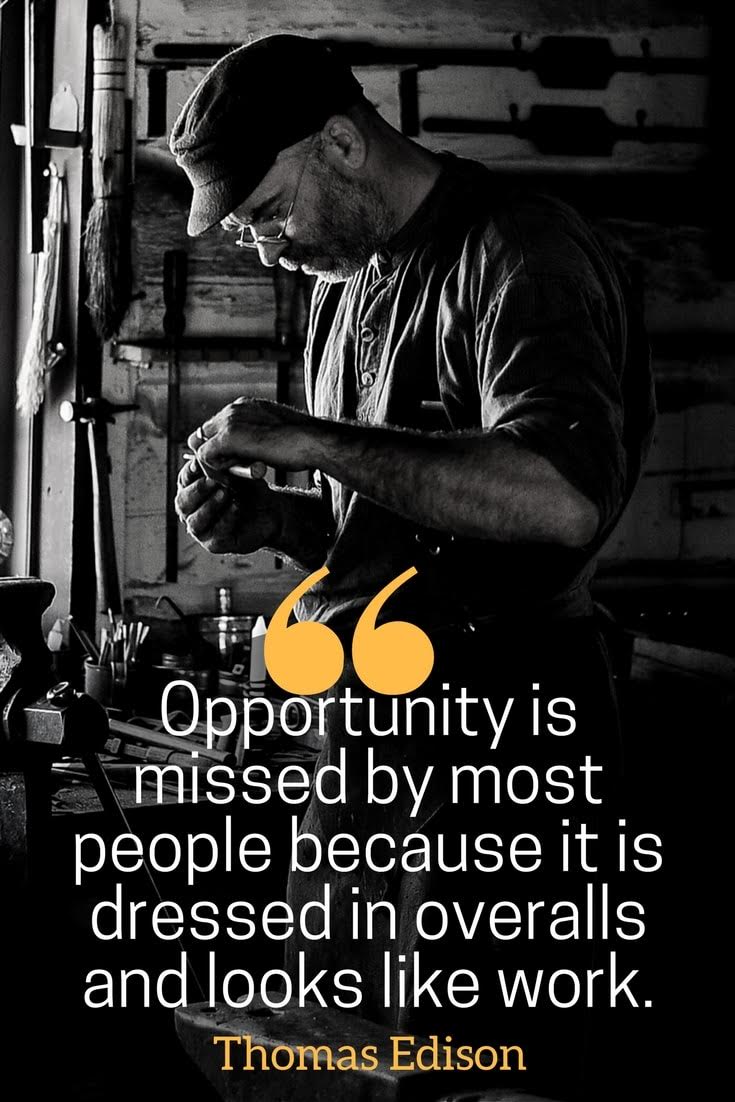 “
Opportunity is
missed by most
people because it is
dressed in overalls
and looks like work.
Thomas Edison